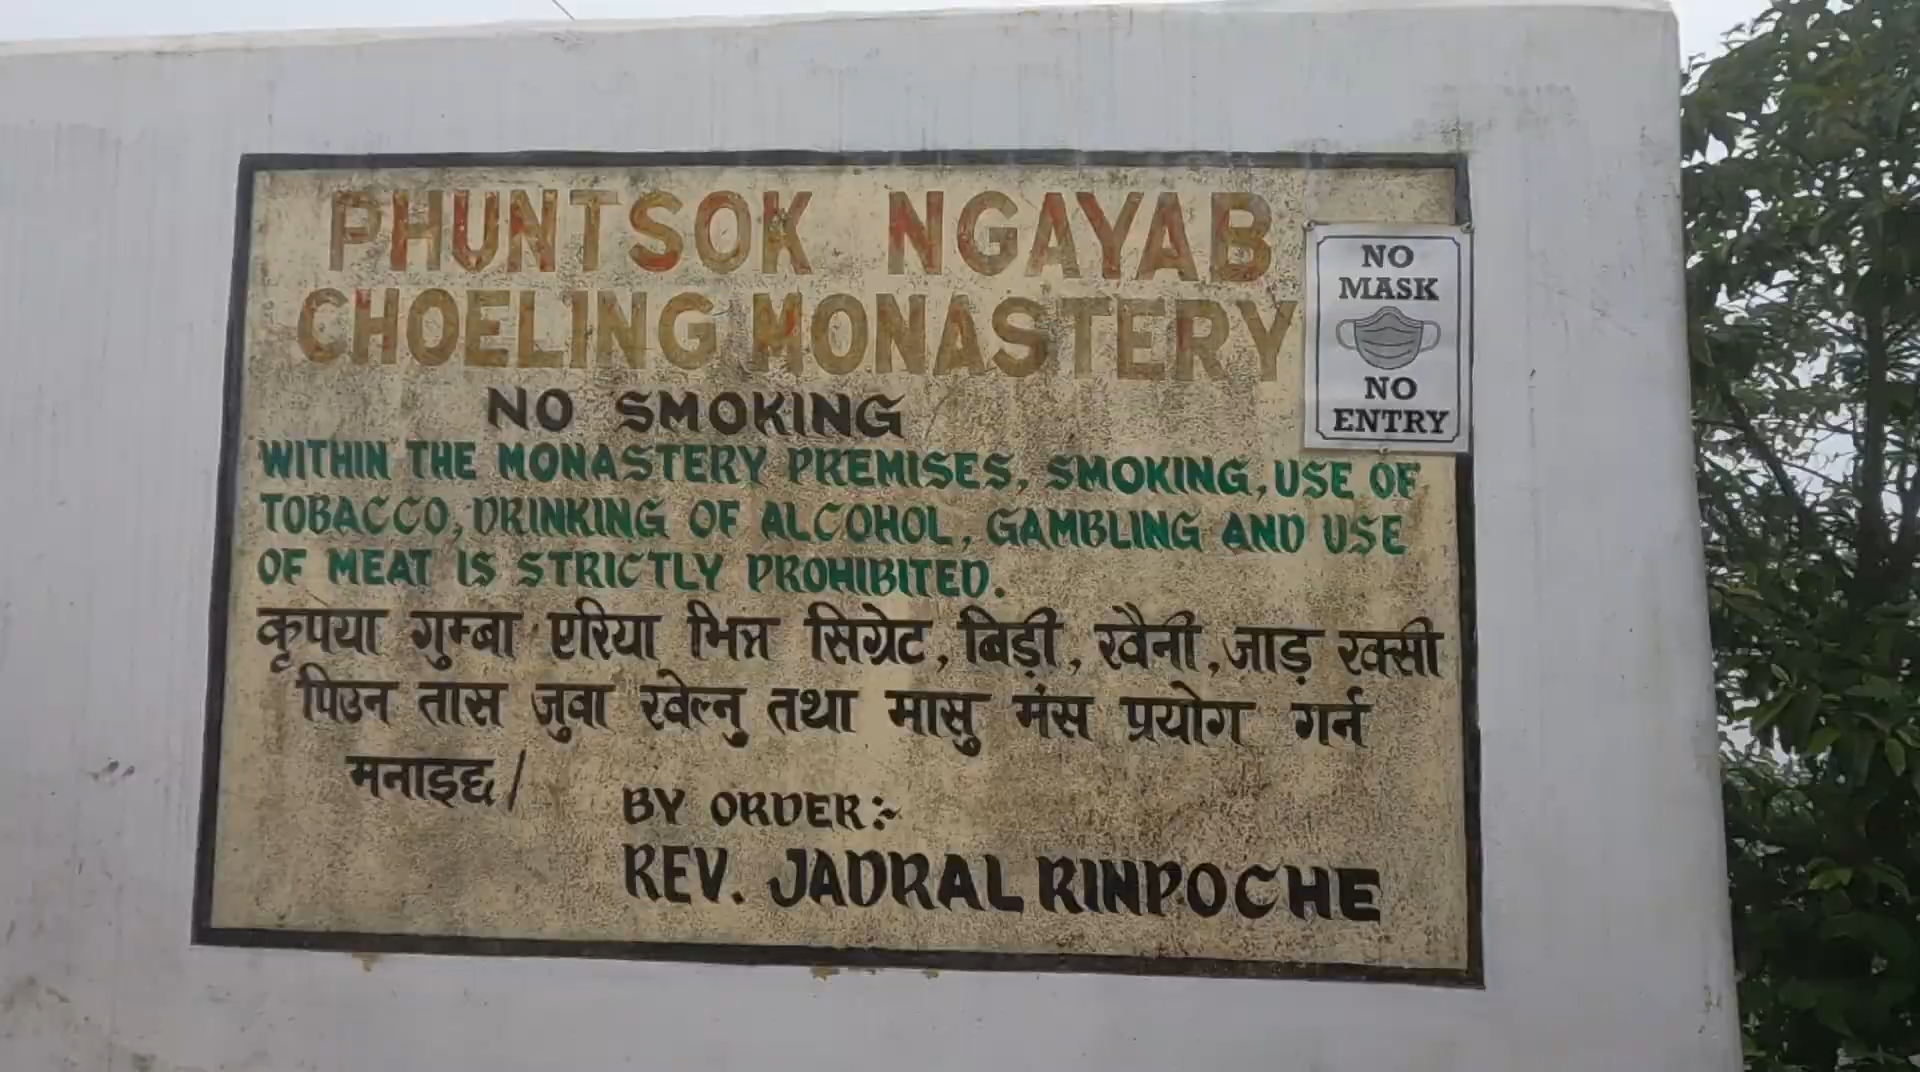 PHUNTSOK NGAYAB
CHOELING MONASTERY
NO SMOKING
WITHIN THE MONASTERY PREMISES, SMOKING, USE OF
TOBACCO, DRINKING OF ALCOHOL, GAMBLING AND USE
OF MEAT IS STRICTLY PROHIBITED.
कृपया गुम्बा एरिया भित्र सिग्रेट, बिड़ी, खैनी, जाड़ रक्सी
पिउन तास जुवा खेल्नु तथा मासु मंस प्रयोग गर्न
मनाइद्द /
BY ORDER:-
REV. JADRAL RINPOCHE
NO
MASK
NO
ENTRY